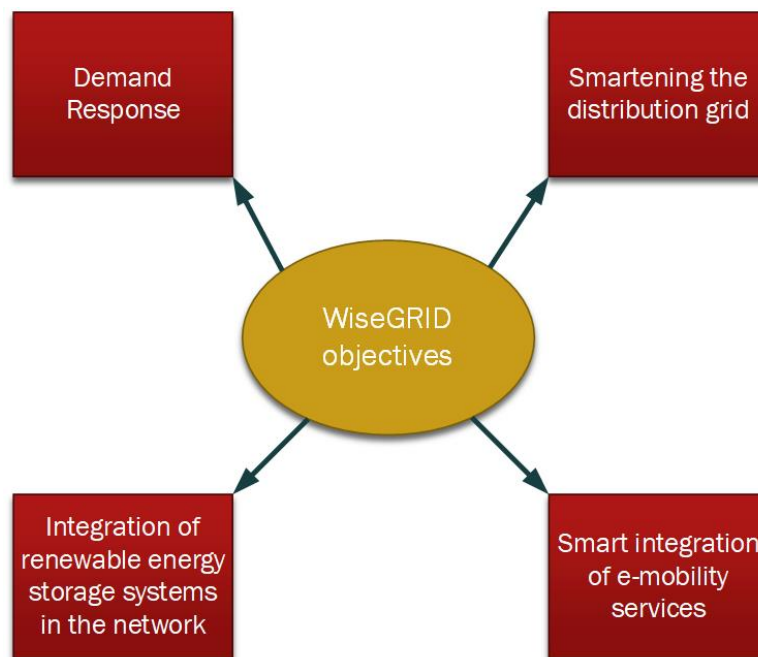 Demand
Response
Smartening the
distribution grid
WiseGRID
objectives
Integration of
renewable energy
storage systems
in the network
Smart integration
of e-mobility
services